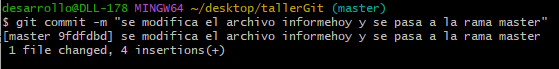 desarrollo@DLL-178 MINGW64 ~/desktop/tallerGit (master)
$ git commit -m "se modifica el archivo informehoy y se pasa a la rama master"
[master 9fdfdbd] se modifica el archivo informehoy y se pasa a la rama master
 1 file changed, 4 insertions(+)